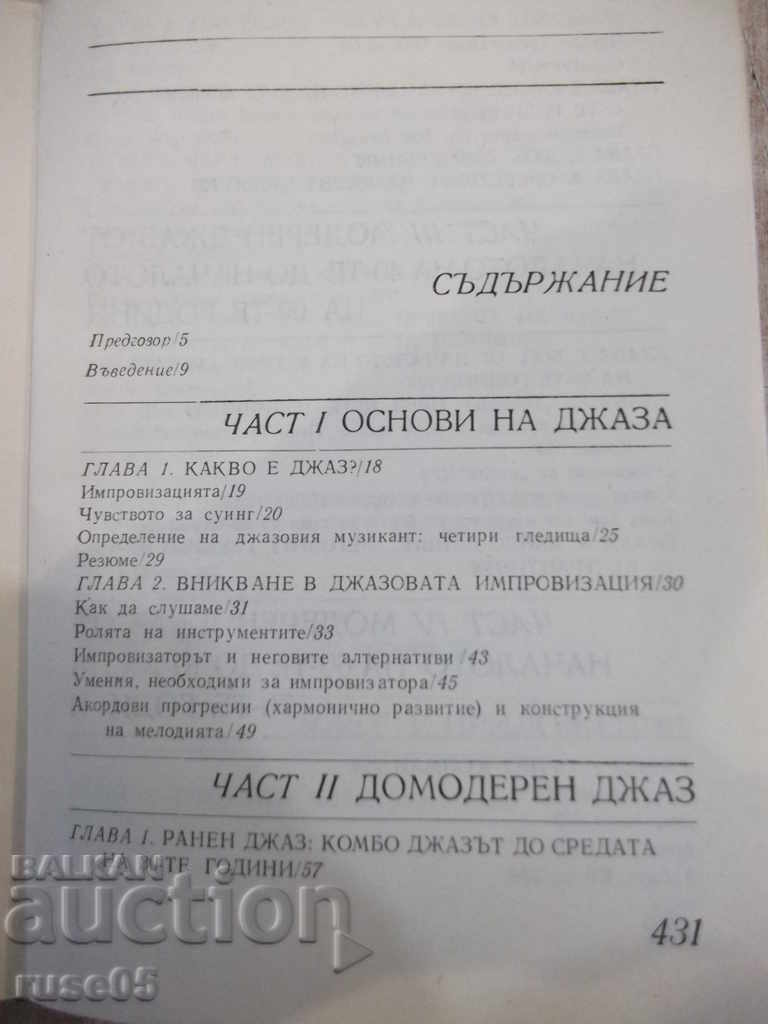 СЪДЪРЖАНИЕ
Предговор/5
Въведение/9
ЧАСТ I ОСНОВИ НА ДЖАЗА
ГЛАВА 1. КАКВО Е ДЖАЗ?/18
Импровизацията/19
Чувството за суинг/20
Определение на джазовия музикант: четири гледища/25
Резюме/29
ГЛАВА 2. ВНИКВАНЕ В ДЖАЗОВАТА ИМПРОВИЗАЦИЯ/30
Как да слушаме/31
Ролята на инструментите/33
Импровизаторът и неговите алтернативи/43
Умения, необходими за импровизатора/45
Акордови прогресии (хармонично развитие) и конструкция
на мелодията/49
ЧАСТ II ДОМОДЕРЕН ДЖАЗ
ГЛАВА 1. РАНЕН ДЖАЗ: КОМБО ДЖАЗЪТ ДО СРЕДАТА
НА 30-ТЕ ГОДИНИ/57
431
BALKAN
auction
ruse05